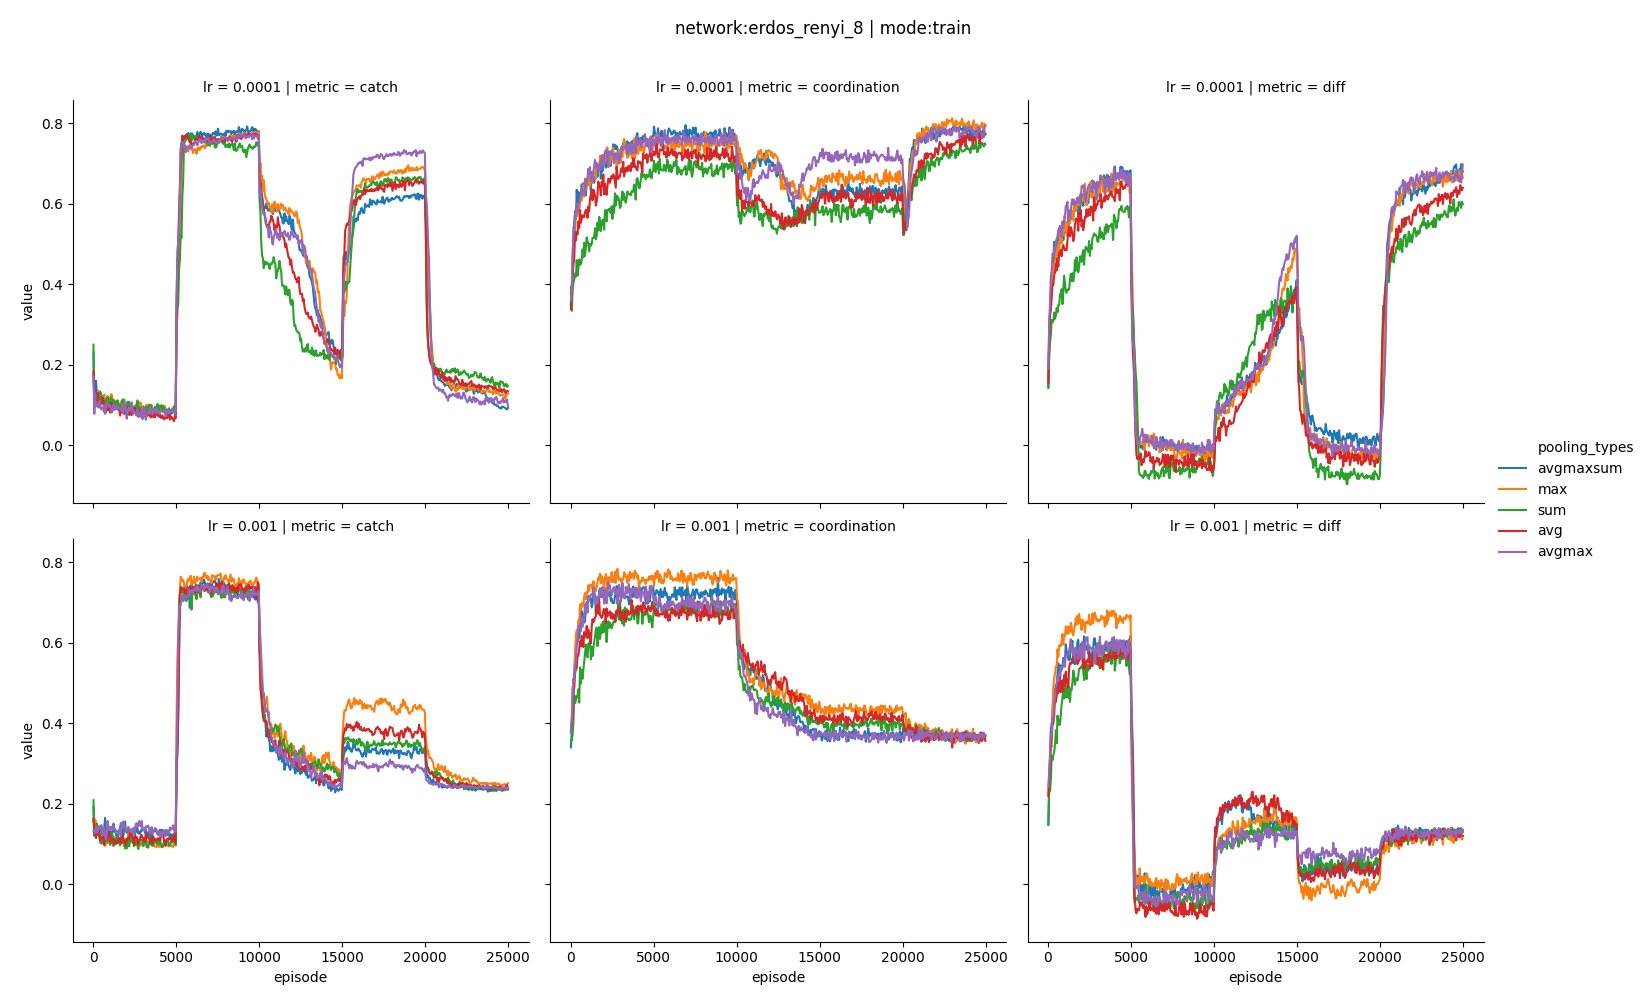 network:erdos_renyi_8 | mode:train
lr = 0.0001 | metric = catch
lr = 0.0001 | metric = coordination
lr = 0.0001 | metric = diff
0.8
0.6
0.4
0.2
0.0
value
pooling_types
avgmaxsum
max
sum
avg
avgmax
lr = 0.001 | metric = catch
lr = 0.001 | metric = coordination
lr = 0.001 | metric = diff
0.8
0.6
0.4
0.2
0.0
value
0 5000 10000 15000 20000 25000
0 5000 10000 15000 20000 25000
0 5000 10000 15000 20000 25000
episode
episode
episode